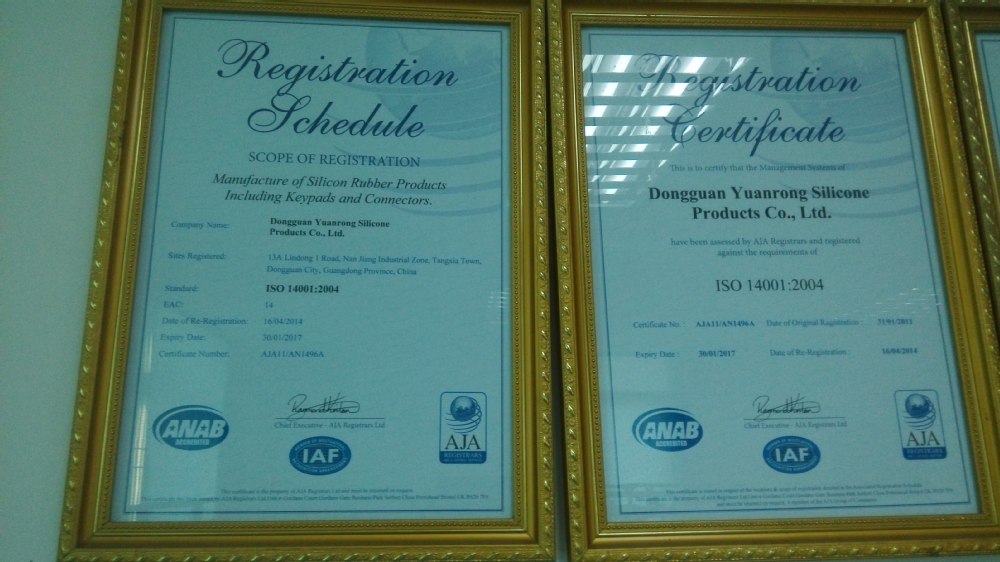 Registration
Schedule
SCOPE OF REGISTRATION
Manufacture of Silicon Rubber Products
Including Keypads and Connectors.
Company Name: Dongguan Yuanrong Silicone
Products Co., Ltd.
Sites Registered: 13A Lindong 1 Road, Nan Jiang Industrial Zone, Tangxia Town,
Dongguan City, Guangdong Province, China
Standard: ISO 14001:2004
EAC: 14
Date of Re-Registration: 16/04/2014
Expiry Date: 30/01/2017
Certificate Number: AJA11/AN1496A
Chief Executive - AJA Registrars Ltd
ANAB
ACCREDITED
IAF
AJA
REGISTRARS
Registration
Certificate
This is to certify that the Management Systems of
Dongguan Yuanrong Silicone
Products Co., Ltd.
have been assessed by AJA Registrars and registered
against the requirements of
ISO 14001:2004
Certificate No. AJA11/AN1496A Date of Original Registration : 31/01/2011
Expiry Date : 30/01/2017 Date of Re-Registration : 16/04/2014
Chief Executive - AJA Registrars Ltd
ANAB
ACCREDITED
IAF
AJA
REGISTRARS